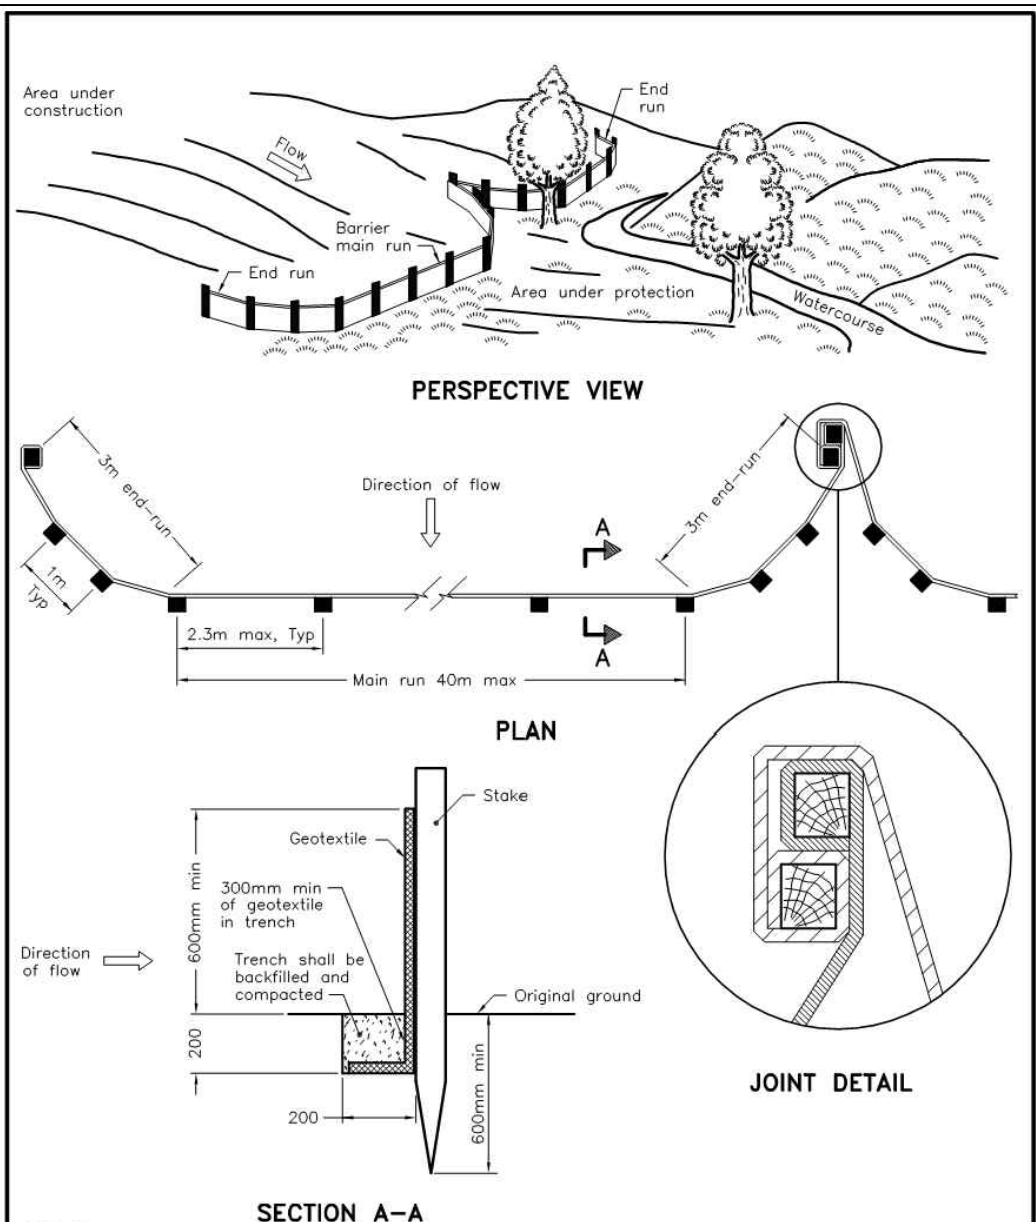 Area under
construction
Flow
End
run
Barrier
main run
End run
Area under protection
Watercourse
PERSPECTIVE VIEW
3m end-run
Direction of flow
3m end-run
A
1m
Typ
2.3m max, Typ
A
Main run 40m max
PLAN
Stake
Geotextile
600mm min
300mm min
of geotextile
in trench
Direction
of flow
Trench shall be
backfilled and
compacted
Original ground
200
200
600mm min
JOINT DETAIL
SECTION A-A